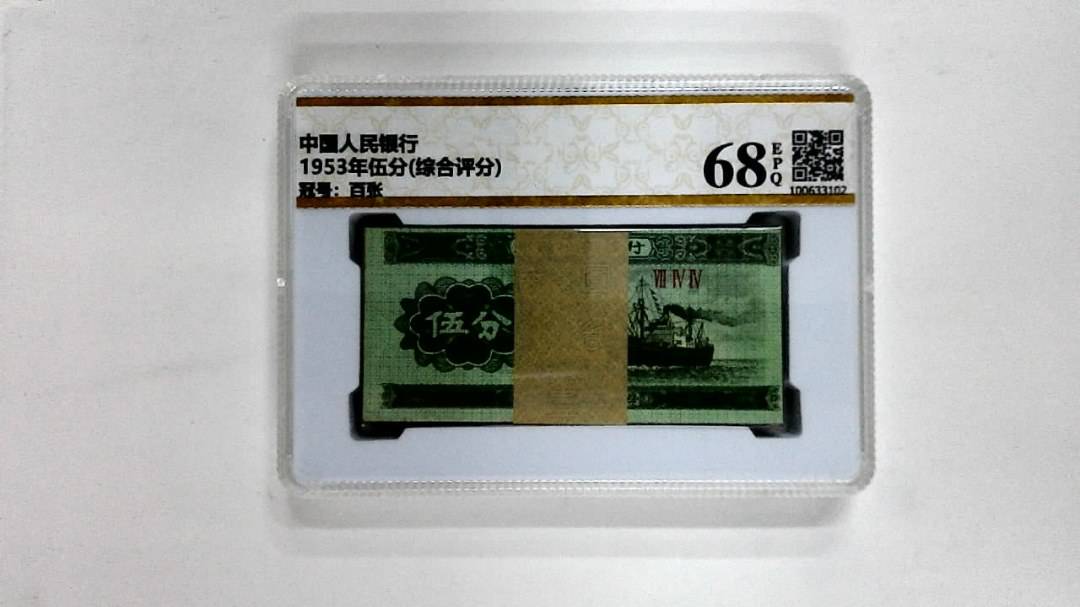 中国人民银行
1953年伍分(综合评分)
冠号：百张
68
EPQ
100633102
行
VII IV IV
伍分